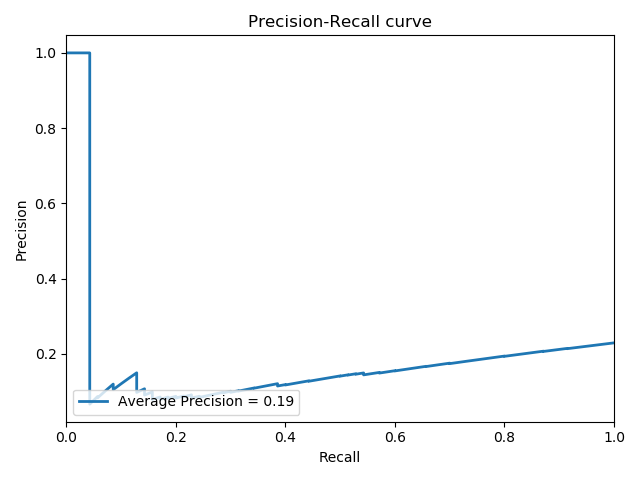 Precision-Recall curve
Precision
1.0
0.8
0.6
0.4
0.2
Average Precision = 0.19
0.0 0.2 0.4 0.6 0.8 1.0
Recall